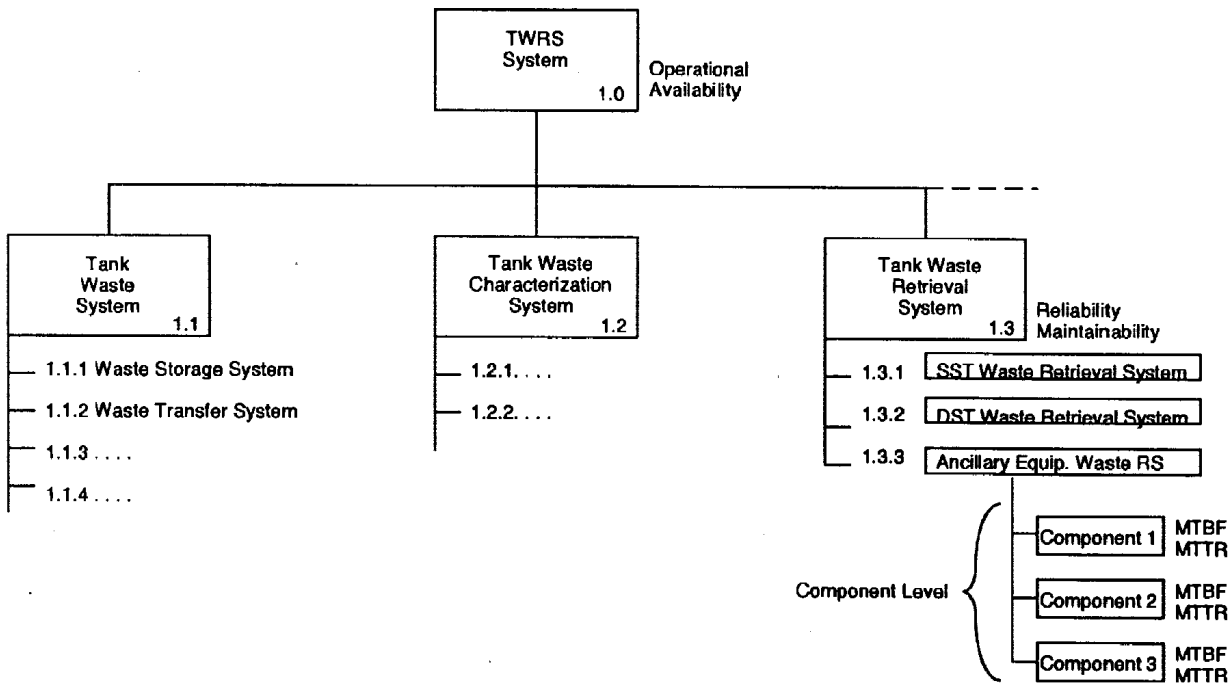 TWRS
System
1.0
Operational
Availability
Tank
Waste
System
1.1
Tank Waste
Characterization
System
1.2
Tank Waste
Retrieval
System
1.3
Reliability
Maintainability
1.1.1 Waste Storage System
1.1.2 Waste Transfer System
1.1.3 . . . .
1.1.4 . . . .
1.2.1. . . .
1.2.2. . . .
1.3.1 SST Waste Retrieval System
1.3.2 DST Waste Retrieval System
1.3.3 Ancillary Equip. Waste RS
Component Level
Component 1
MTBF
MTTR
Component 2
MTBF
MTTR
Component 3
MTBF
MTTR